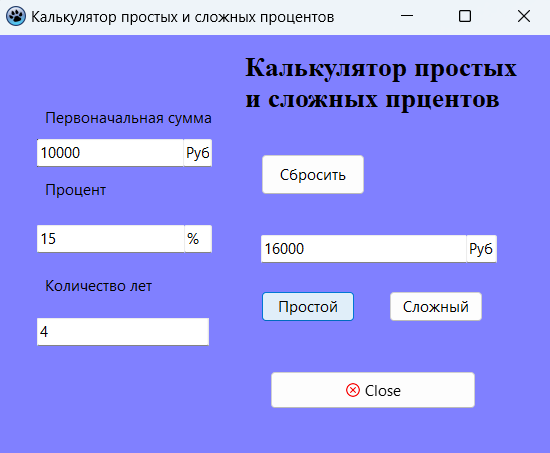 Калькулятор простых и сложных процентов
Калькулятор простых
и сложных прцентов
Первоначальная сумма
10000 Руб
Процент
15 %
Количество лет
4
Сбросить
16000 Руб
Простой
Сложный
Close